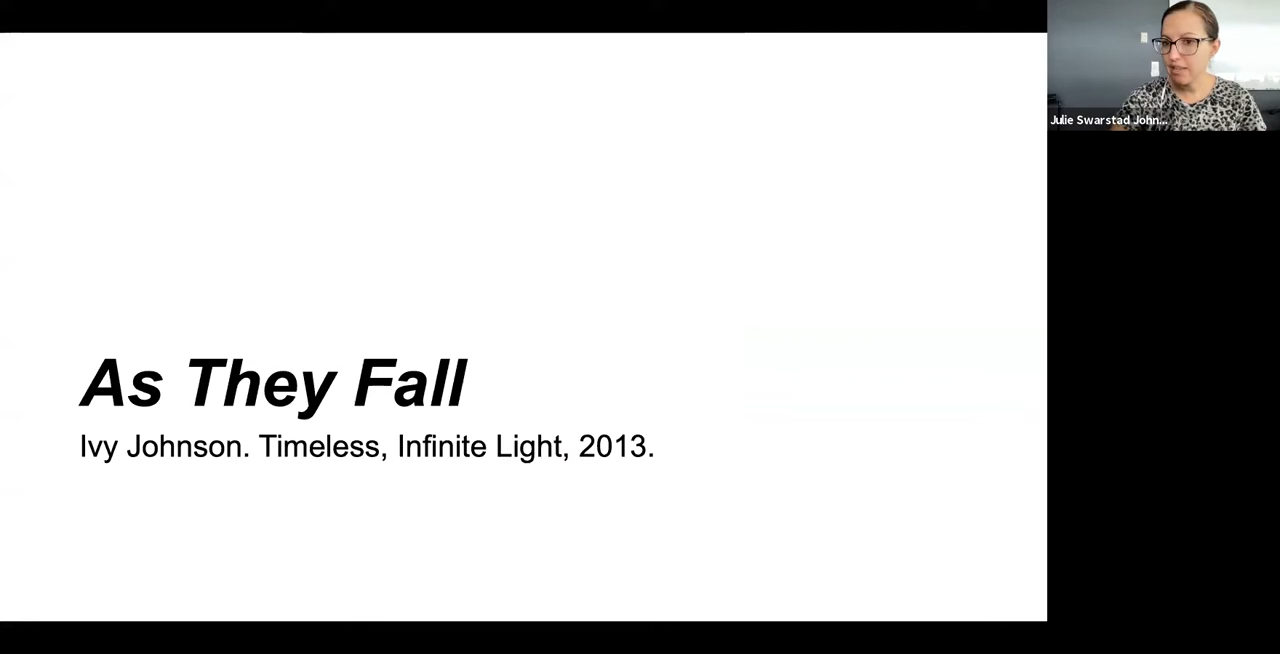 Julie Swarstad John...
As They Fall
Ivy Johnson. Timeless, Infinite Light, 2013.